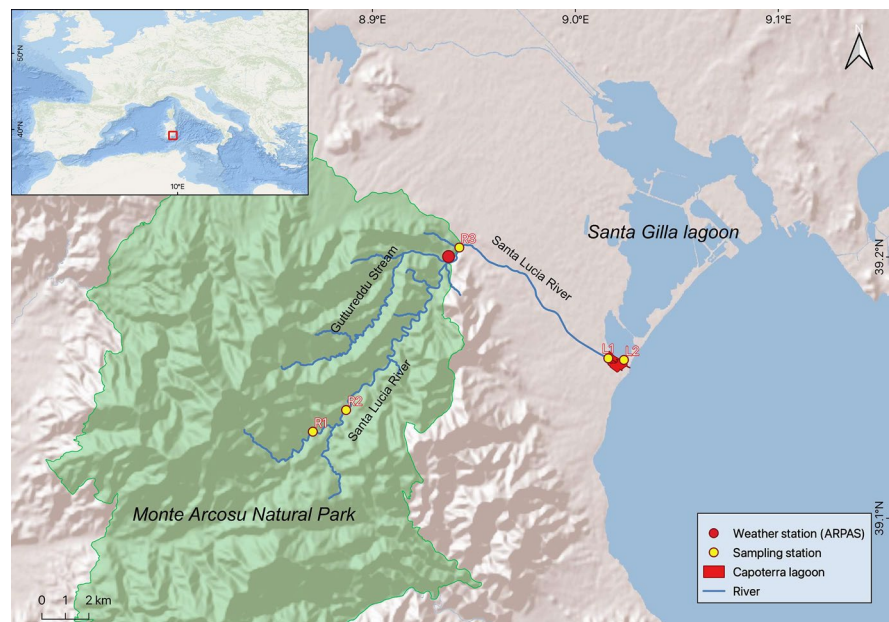 8.9°E
9.0°E
9.1°E
50°N
40°N
10°E
Santa Gilla lagoon
39.2°N
R3
Santa Lucia River
Guttureddu Stream
L1
L2
Santa Lucia River
R2
R1
Monte Arcosu Natural Park
39.1°N
Weather station (ARPAS)
Sampling station
Capoterra lagoon
River
0 1 2 km